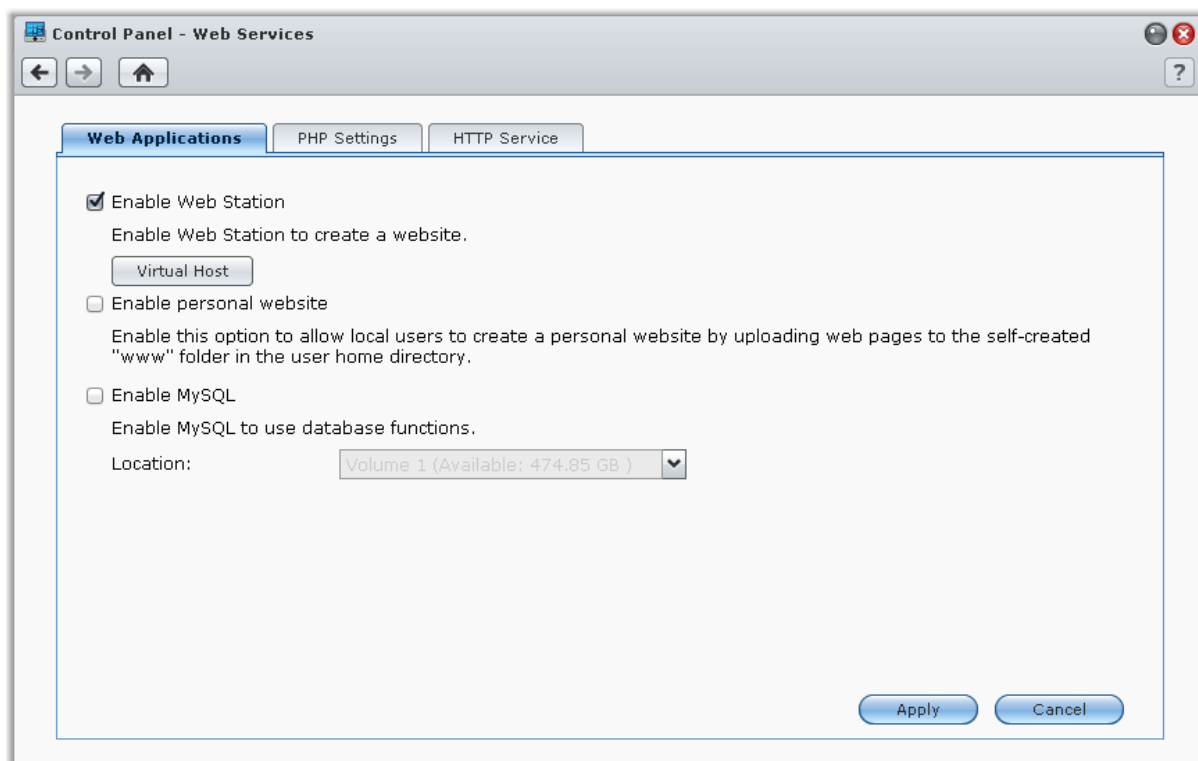 Control Panel - Web Services
?
Web Applications
PHP Settings
HTTP Service
Enable Web Station
Enable Web Station to create a website.
Virtual Host
Enable personal website
Enable this option to allow local users to create a personal website by uploading web pages to the self-created
"www" folder in the user home directory.
Enable MySQL
Enable MySQL to use database functions.
Location:
Volume 1 (Available: 474.85 GB )
Apply
Cancel